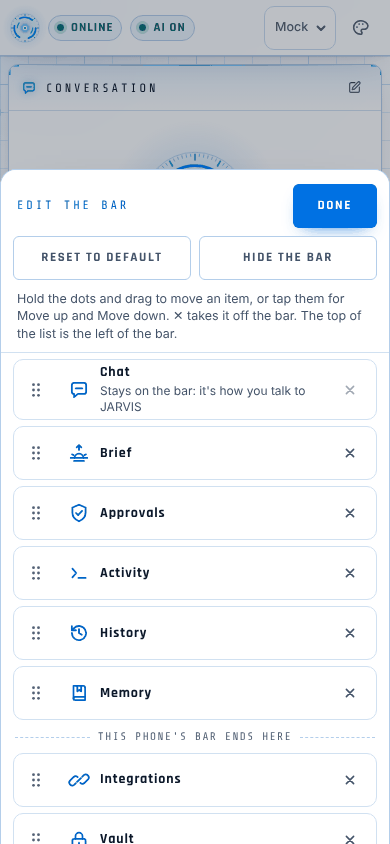 ONLINE
AI ON
Mock
CONVERSATION
EDIT THE BAR
DONE
RESET TO DEFAULT
HIDE THE BAR
Hold the dots and drag to move an item, or tap them for
Move up and Move down. ✕ takes it off the bar. The top of
the list is the left of the bar.
Chat
Stays on the bar: it's how you talk to
JARVIS
Brief
Approvals
Activity
History
Memory
THIS PHONE'S BAR ENDS HERE
Integrations
Vault